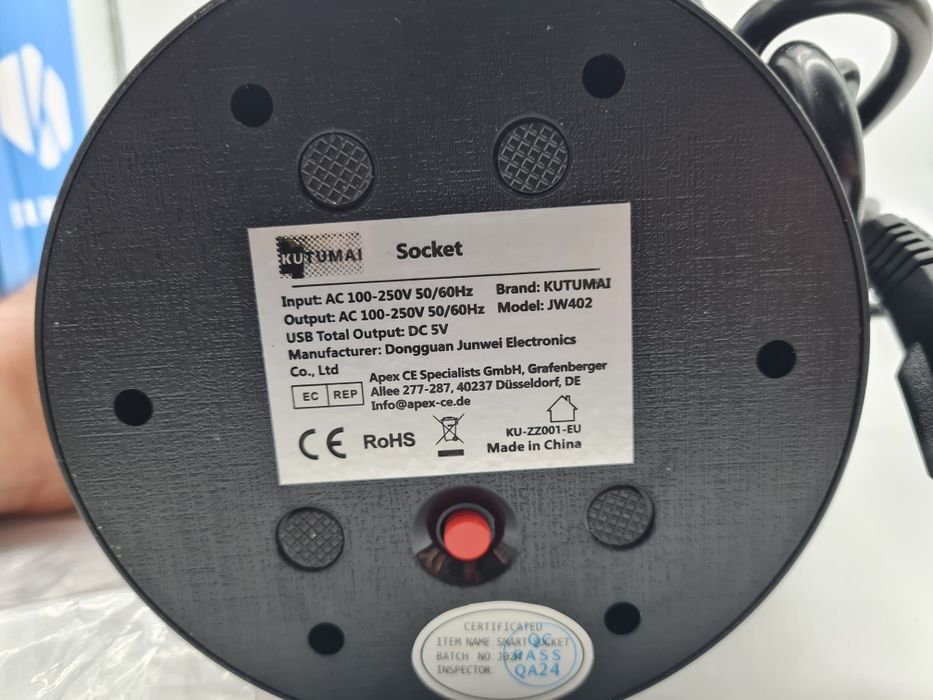 KUTUMAI
Socket
Input: AC 100-250V 50/60Hz
Brand: KUTUMAI
Output: AC 100-250V 50/60Hz
Model: JW402
USB Total Output: DC 5V
Manufacturer: Dongguan Junwei Electronics
Co., Ltd
EC REP
Apex CE Specialists GmbH, Grafenberger
Allee 277-287, 40237 Düsseldorf, DE
Info@apex-ce.de
CE RoHS
KU-ZZ001-EU
Made in China
CERTIFICATED
ITEM NAME: SMART SOCKET
BATCH NO:
INSPECTOR:
QC
PASS
QA24